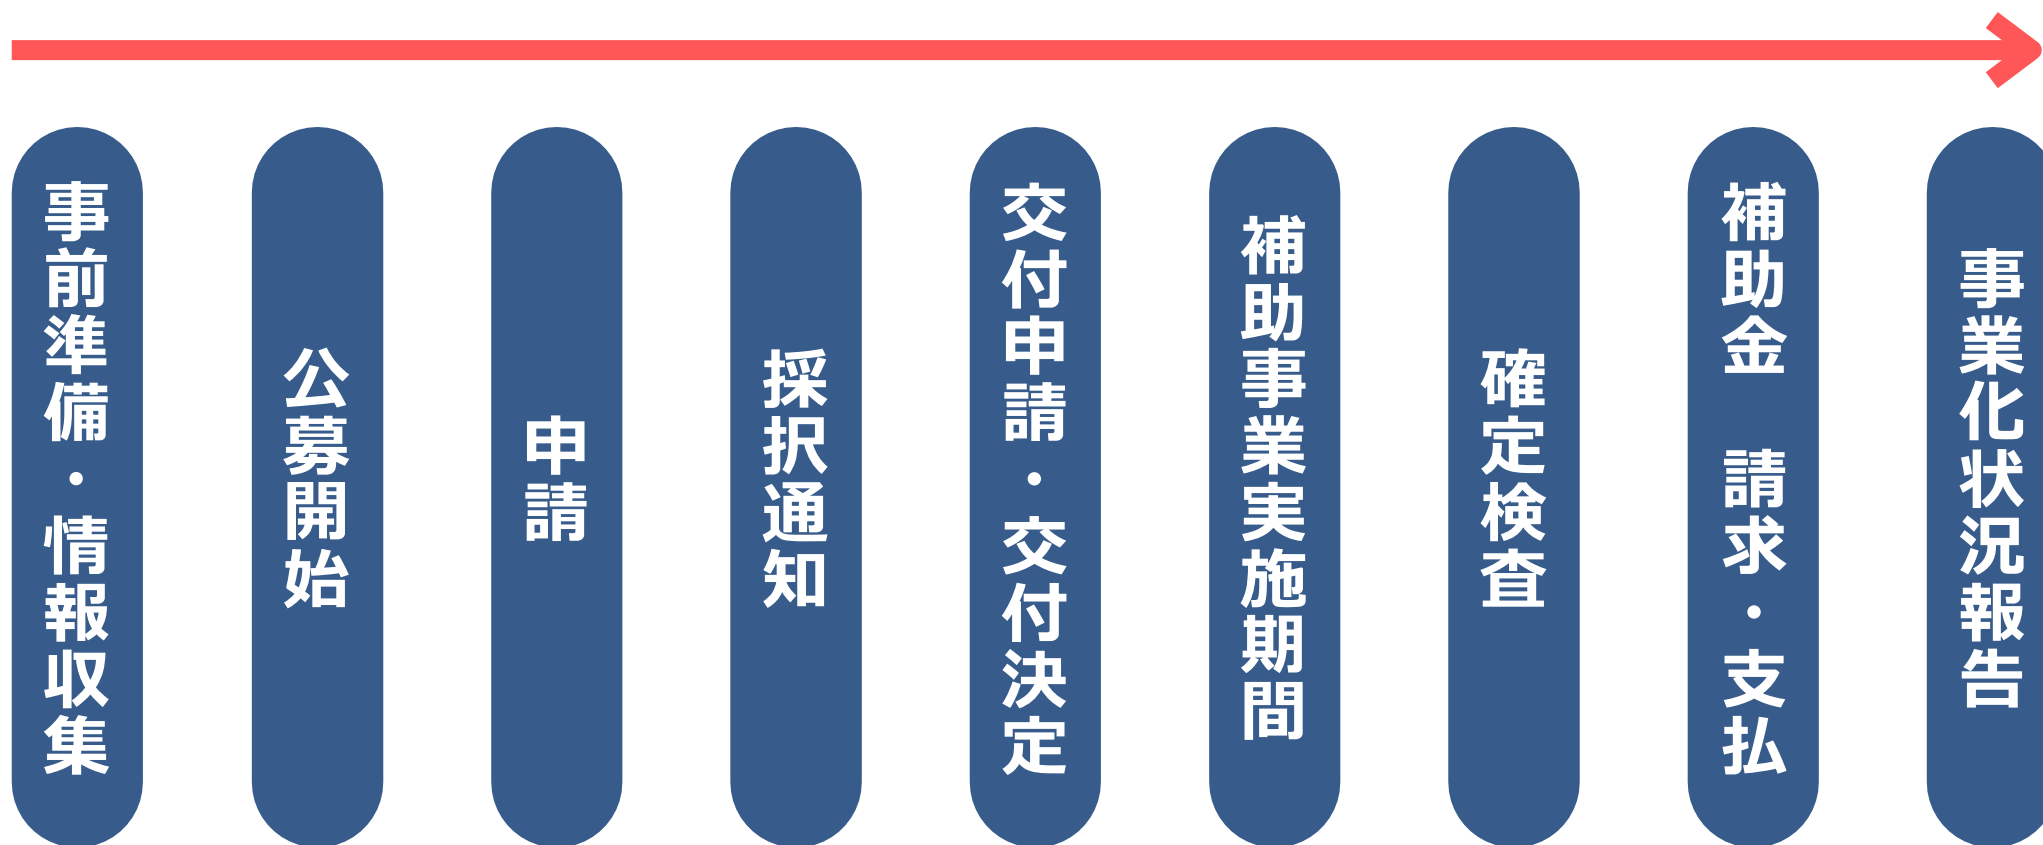 事前準備・情報収集
公募開始
申請
採択通知
交付申請・交付決定
補助事業実施期間
確定検査
補助金　請求・支払
事業化状況報告